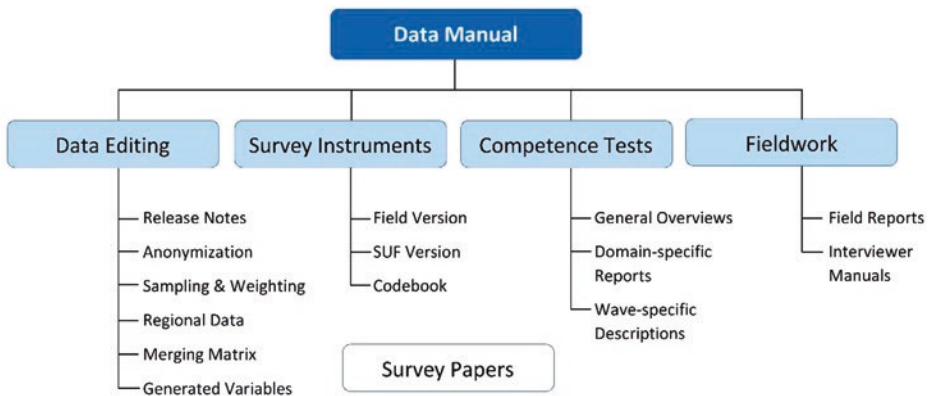 Data Manual
Data Editing
Survey Instruments
Competence Tests
Fieldwork
Release Notes
Anonymization
Sampling & Weighting
Regional Data
Merging Matrix
Generated Variables
Field Version
SUF Version
Codebook
General Overviews
Domain-specific
Reports
Wave-specific
Descriptions
Field Reports
Interviewer
Manuals
Survey Papers